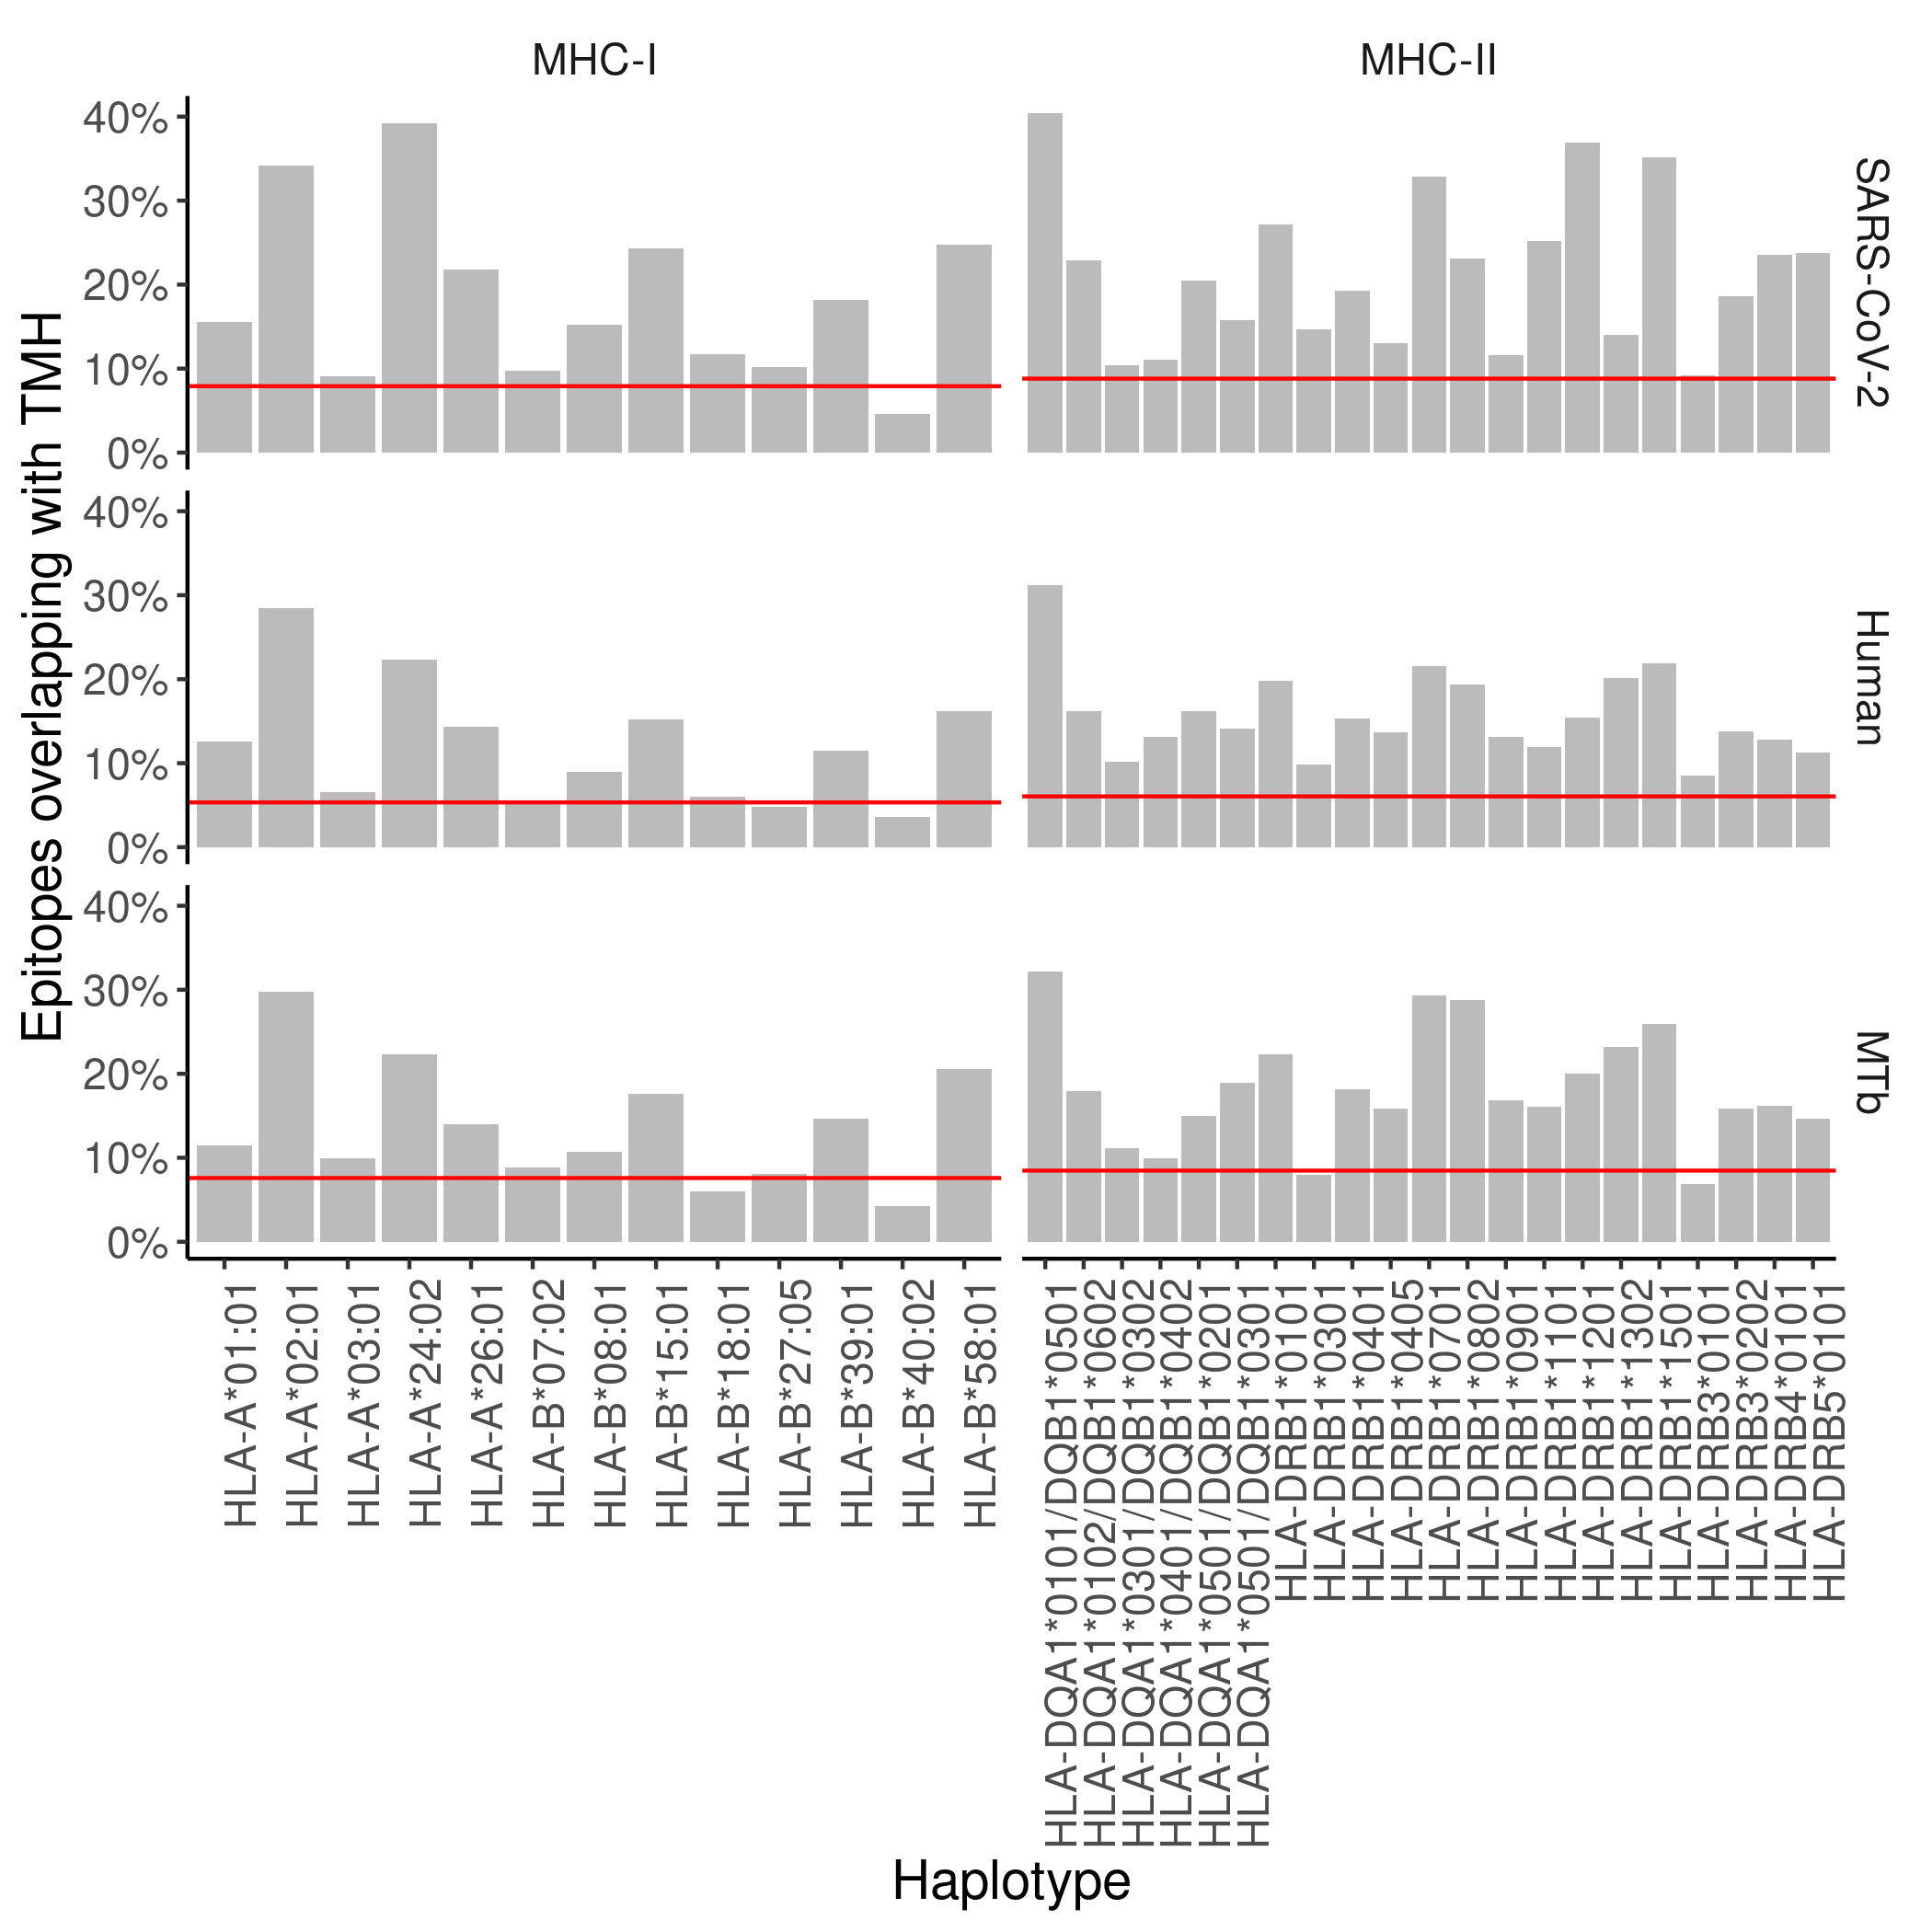 MHC-I
MHC-II
Epitopes overlapping with TMH
40%
30%
20%
10%
0%
SARS-CoV-2
40%
30%
20%
10%
0%
Human
40%
30%
20%
10%
0%
MTb
HLA-A*01:01
HLA-A*02:01
HLA-A*03:01
HLA-A*24:02
HLA-A*26:01
HLA-B*07:02
HLA-B*08:01
HLA-B*15:01
HLA-B*18:01
HLA-B*27:05
HLA-B*39:01
HLA-B*40:02
HLA-B*58:01
HLA-DQA1*0101/DQB1*0501
HLA-DQA1*0102/DQB1*0602
HLA-DQA1*0301/DQB1*0302
HLA-DQA1*0401/DQB1*0402
HLA-DQA1*0501/DQB1*0201
HLA-DQA1*0501/DQB1*0301
HLA-DRB1*0101
HLA-DRB1*0301
HLA-DRB1*0401
HLA-DRB1*0405
HLA-DRB1*0701
HLA-DRB1*0802
HLA-DRB1*0901
HLA-DRB1*1101
HLA-DRB1*1201
HLA-DRB1*1302
HLA-DRB1*1501
HLA-DRB3*0101
HLA-DRB3*0202
HLA-DRB4*0101
HLA-DRB5*0101
Haplotype